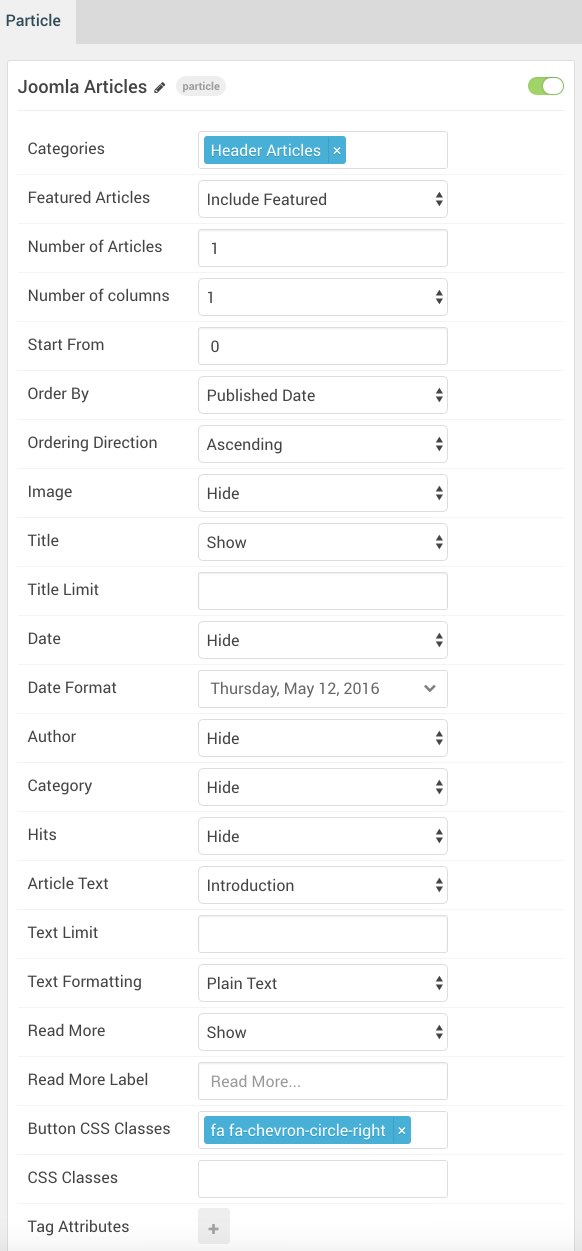 Particle
Joomla Articles particle
Categories Header Articles ×
Featured Articles Include Featured
Number of Articles 1
Number of columns 1
Start From 0
Order By Published Date
Ordering Direction Ascending
Image Hide
Title Show
Title Limit
Date Hide
Date Format Thursday, May 12, 2016
Author Hide
Category Hide
Hits Hide
Article Text Introduction
Text Limit
Text Formatting Plain Text
Read More Show
Read More Label Read More...
Button CSS Classes fa fa-chevron-circle-right ×
CSS Classes
Tag Attributes +